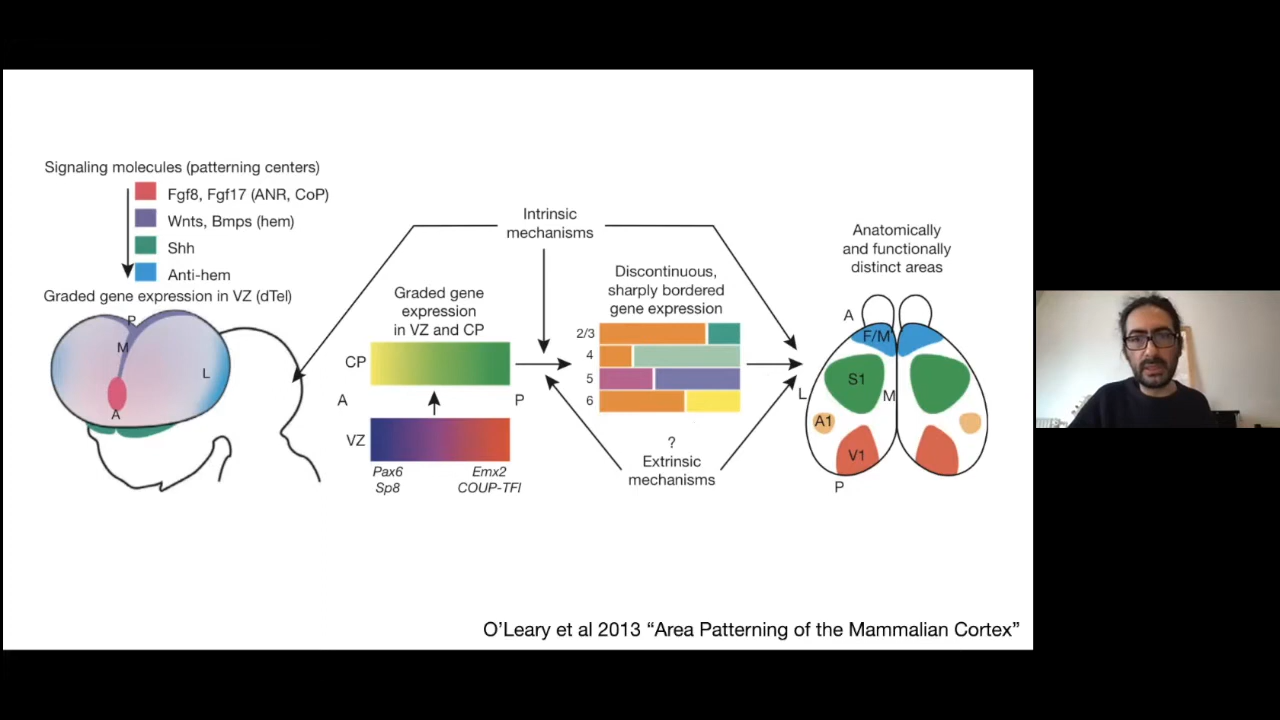 Signaling molecules (patterning centers)
Fgf8, Fgf17 (ANR, CoP)
Wnts, Bmps (hem)
Shh
Anti-hem
Graded gene expression in VZ (dTel)
P
M
L
A
Intrinsic
mechanisms
Graded gene
expression
in VZ and CP
CP
A
P
VZ
Pax6
Sp8
Emx2
COUP-TFI
Discontinuous,
sharply bordered
gene expression
2/3
4
5
6
?
Extrinsic
mechanisms
Anatomically
and functionally
distinct areas
A
F/M
S1
L
M
A1
V1
P
O’Leary et al 2013 “Area Patterning of the Mammalian Cortex”